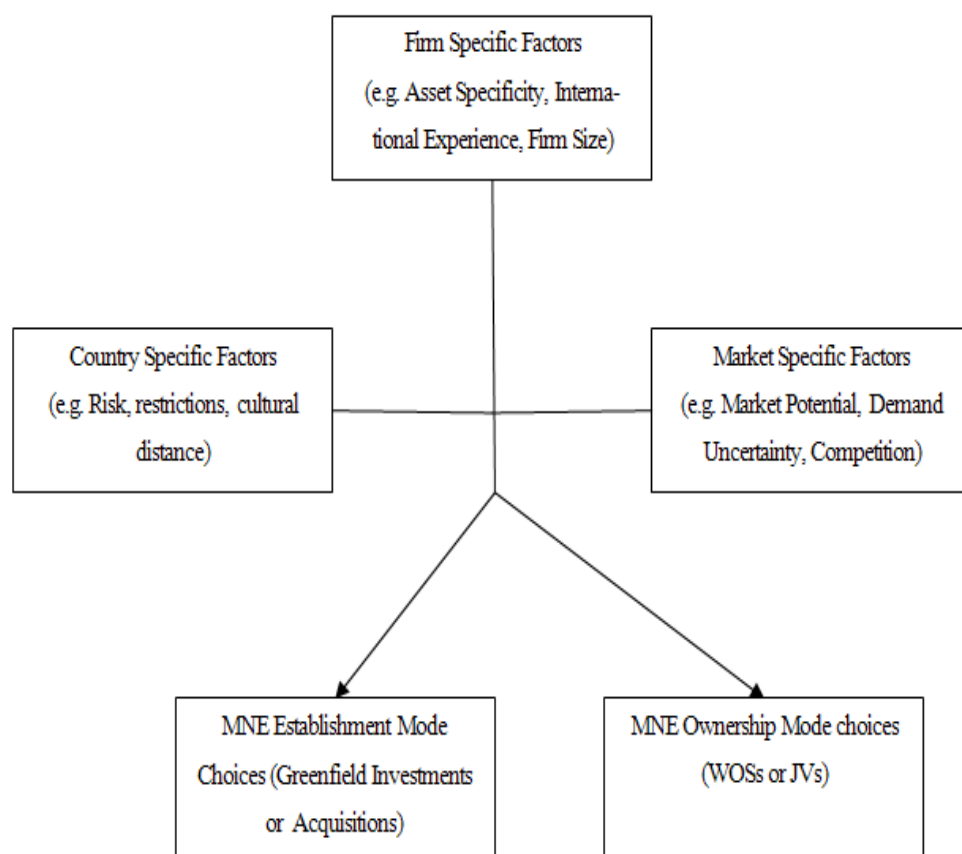 Firm Specific Factors
(e.g. Asset Specificity, Interna-
tional Experience, Firm Size)
Country Specific Factors
(e.g. Risk, restrictions, cultural
distance)
Market Specific Factors
(e.g. Market Potential, Demand
Uncertainty, Competition)
MNE Establishment Mode
Choices (Greenfield Investments
or Acquisitions)
MNE Ownership Mode choices
(WOSs or JVs)